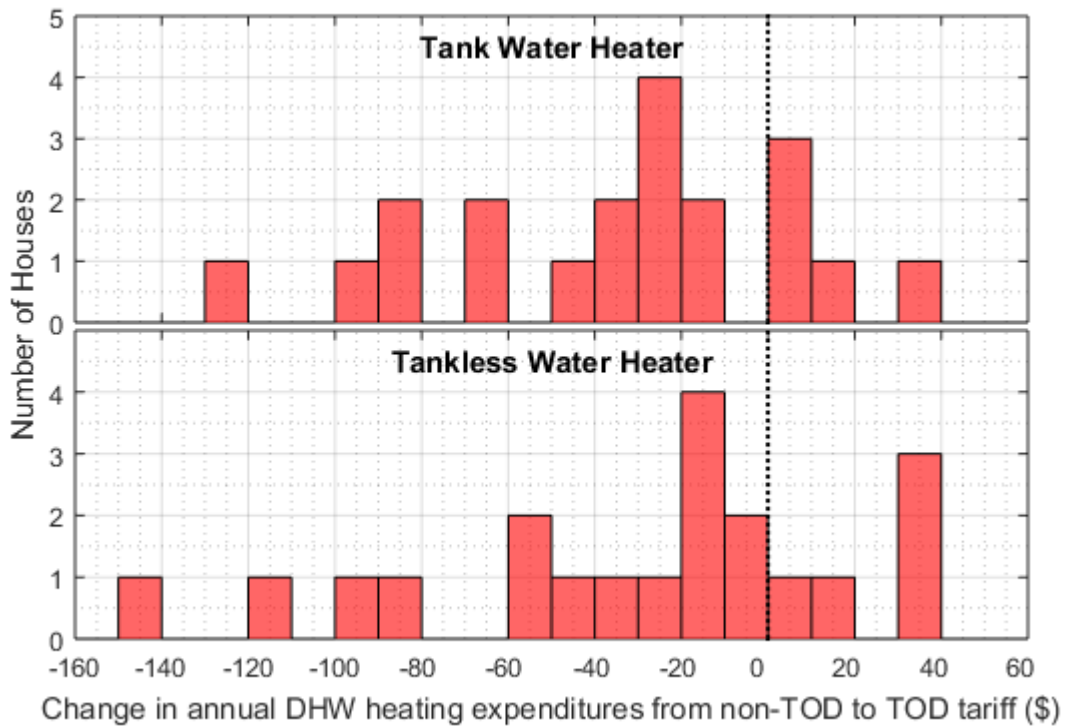 5
Tank Water Heater
4
3
2
1
0
Number of Houses
Tankless Water Heater
4
3
2
1
0
-160 -140 -120 -100 -80 -60 -40 -20 0 20 40 60
Change in annual DHW heating expenditures from non-TOD to TOD tariff ($)